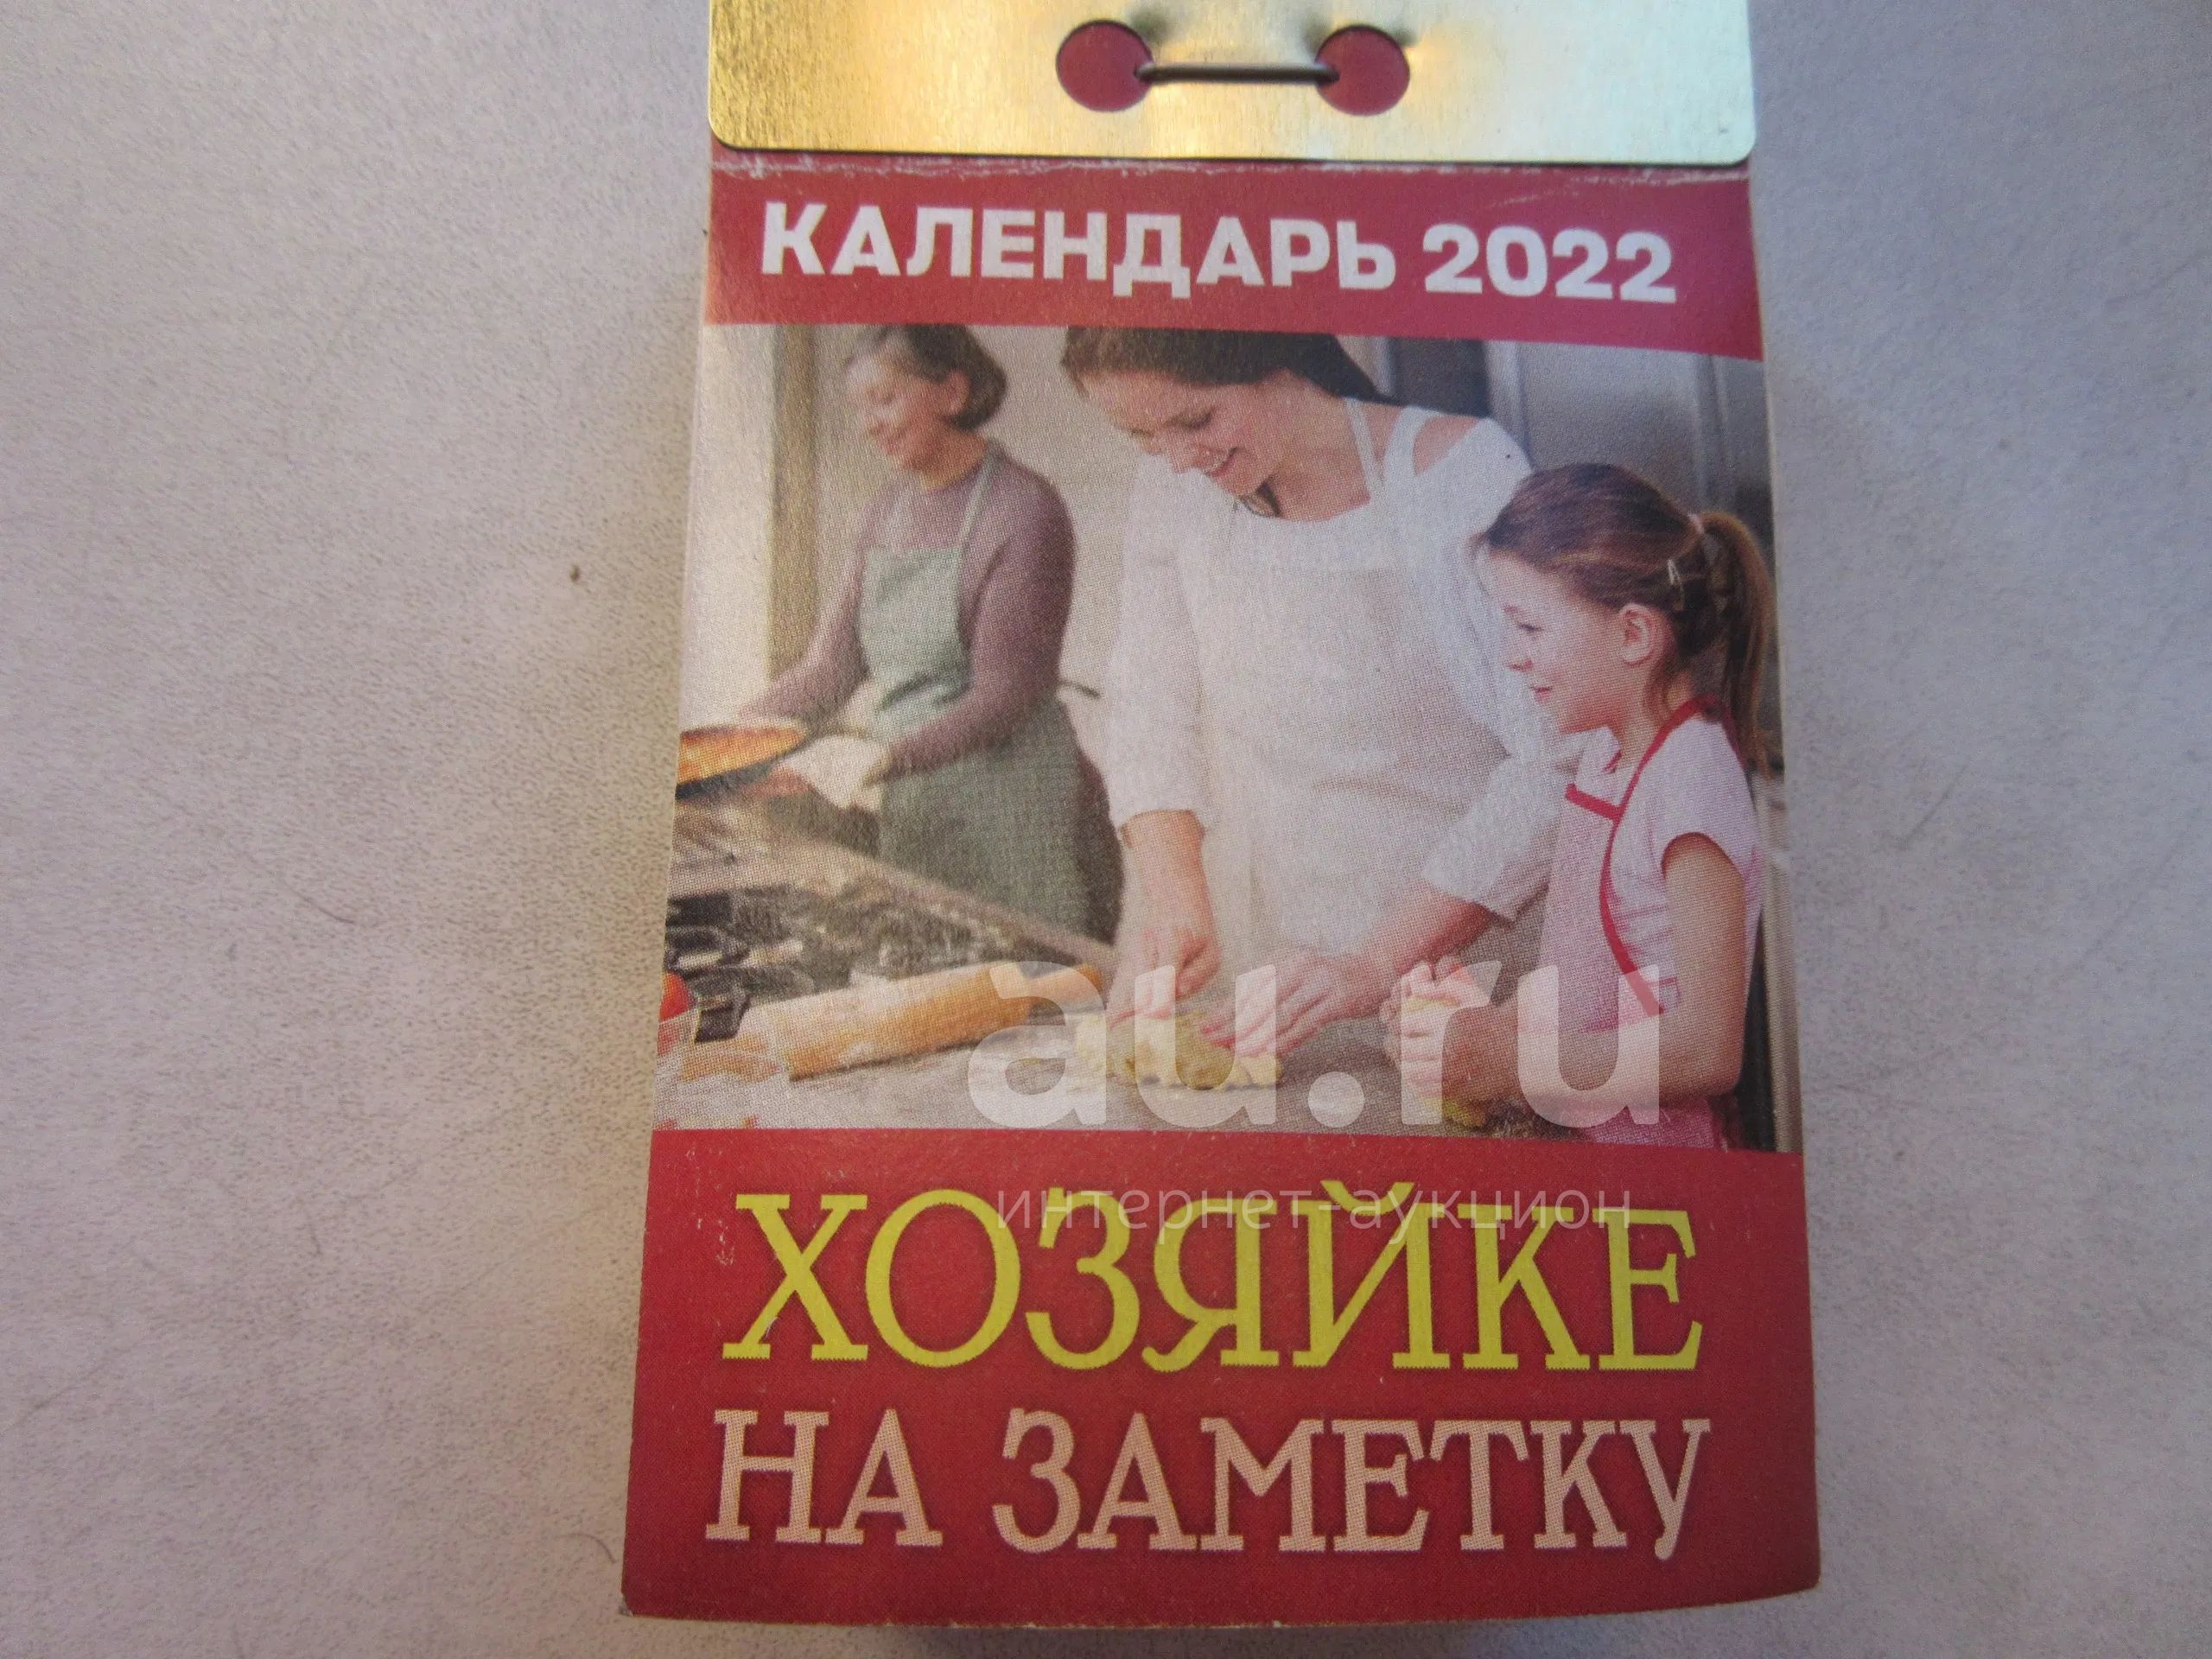 КАЛЕНДАРЬ 2022
au.ru
интернет-аукцион
ХОЗЯЙКЕ
НА ЗАМЕТКУ